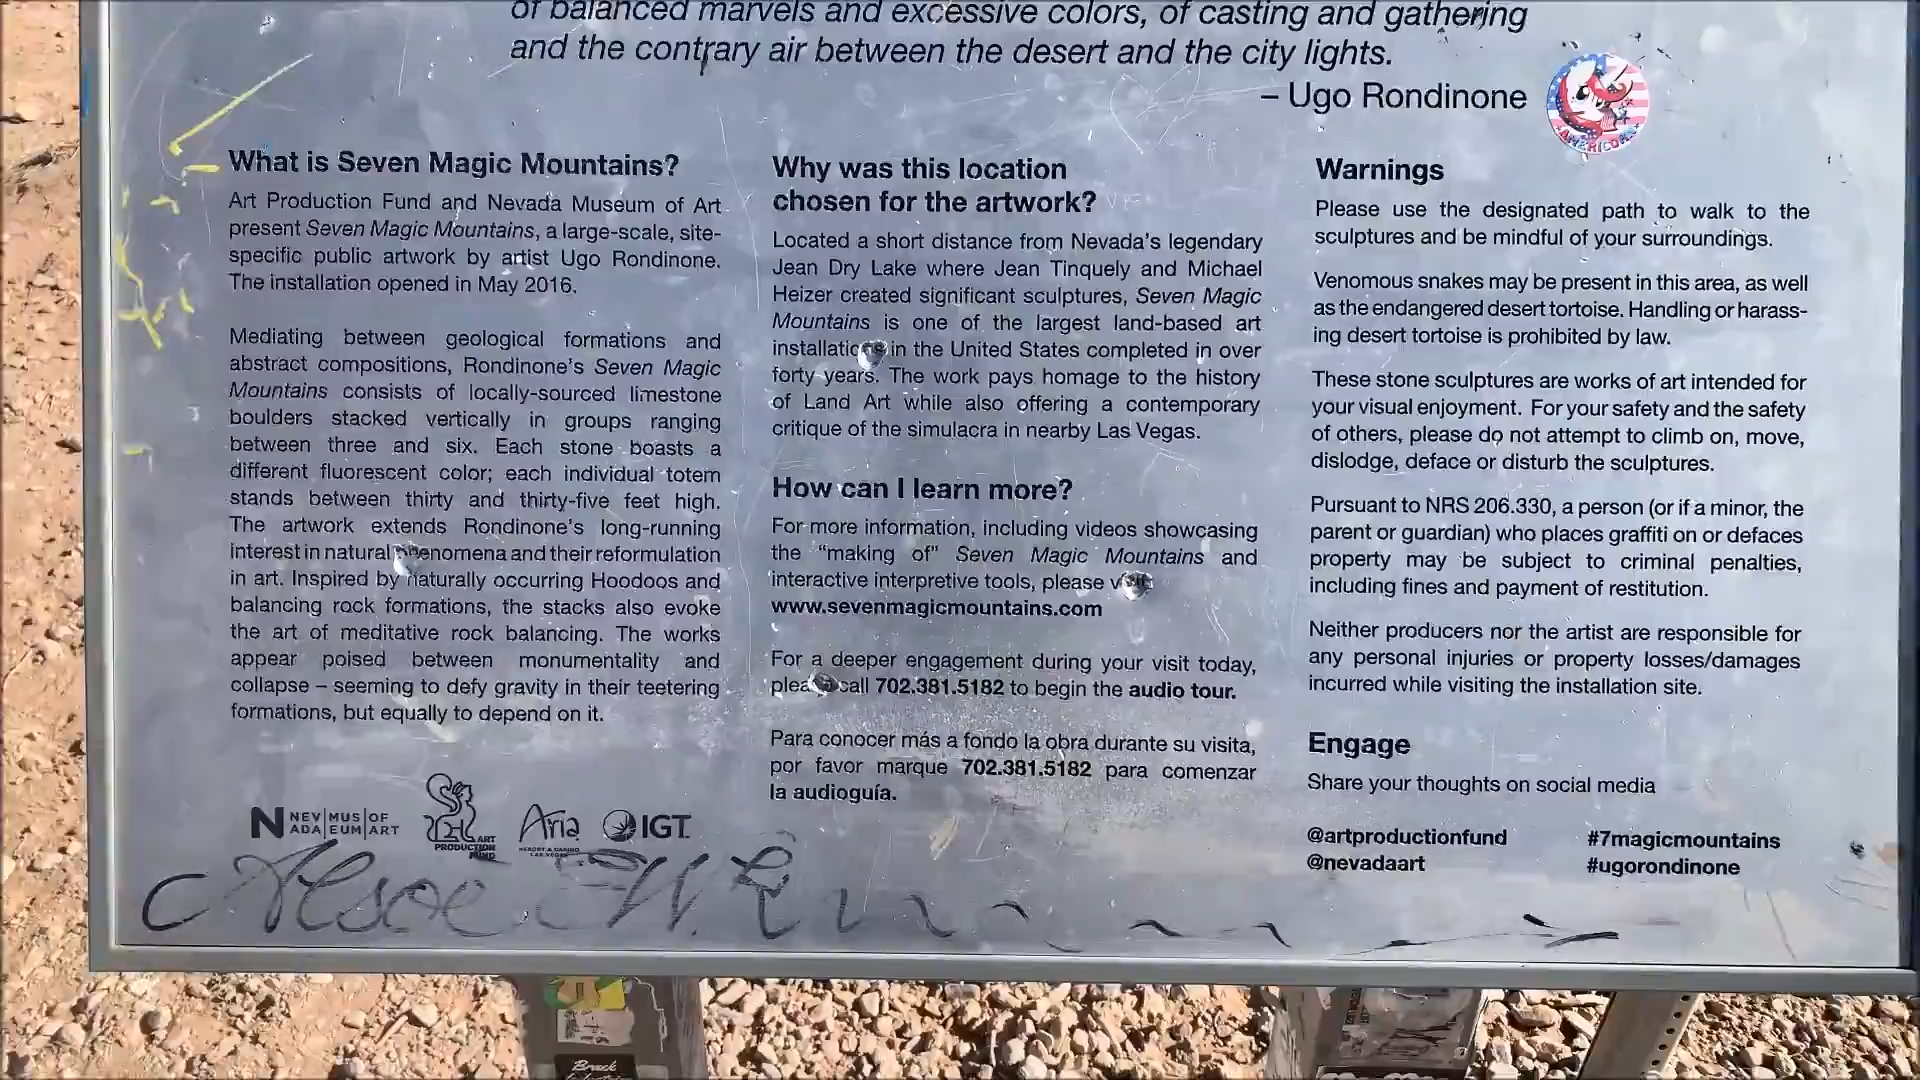 of balanced marvels and excessive colors, of casting and gathering
and the contrary air between the desert and the city lights.
– Ugo Rondinone
What is Seven Magic Mountains?
Art Production Fund and Nevada Museum of Art
present Seven Magic Mountains, a large-scale, site-
specific public artwork by artist Ugo Rondinone.
The installation opened in May 2016.
Mediating between geological formations and
abstract compositions, Rondinone's Seven Magic
Mountains consists of locally-sourced limestone
boulders stacked vertically in groups ranging
between three and six. Each stone boasts a
different fluorescent color; each individual totem
stands between thirty and thirty-five feet high.
The artwork extends Rondinone's long-running
interest in natural phenomena and their reformulation
in art. Inspired by naturally occurring Hoodoos and
balancing rock formations, the stacks also evoke
the art of meditative rock balancing. The works
appear poised between monumentality and
collapse – seeming to defy gravity in their teetering
formations, but equally to depend on it.
N NEV|MUS|OF
ADA|EUM|ART
ART
PRODUCTION
FUND
Aria
RESORT & CASINO
LAS VEGAS
IGT
Why was this location
chosen for the artwork?
Located a short distance from Nevada's legendary
Jean Dry Lake where Jean Tinquely and Michael
Heizer created significant sculptures, Seven Magic
Mountains is one of the largest land-based art
installations in the United States completed in over
forty years. The work pays homage to the history
of Land Art while also offering a contemporary
critique of the simulacra in nearby Las Vegas.
How can I learn more?
For more information, including videos showcasing
the "making of" Seven Magic Mountains and
interactive interpretive tools, please visit
www.sevenmagicmountains.com
For a deeper engagement during your visit today,
please call 702.381.5182 to begin the audio tour.
Para conocer más a fondo la obra durante su visita,
por favor marque 702.381.5182 para comenzar
la audioguía.
Warnings
Please use the designated path to walk to the
sculptures and be mindful of your surroundings.
Venomous snakes may be present in this area, as well
as the endangered desert tortoise. Handling or harass-
ing desert tortoise is prohibited by law.
These stone sculptures are works of art intended for
your visual enjoyment. For your safety and the safety
of others, please do not attempt to climb on, move,
dislodge, deface or disturb the sculptures.
Pursuant to NRS 206.330, a person (or if a minor, the
parent or guardian) who places graffiti on or defaces
property may be subject to criminal penalties,
including fines and payment of restitution.
Neither producers nor the artist are responsible for
any personal injuries or property losses/damages
incurred while visiting the installation site.
Engage
Share your thoughts on social media
@artproductionfund #7magicmountains
@nevadaart #ugorondinone